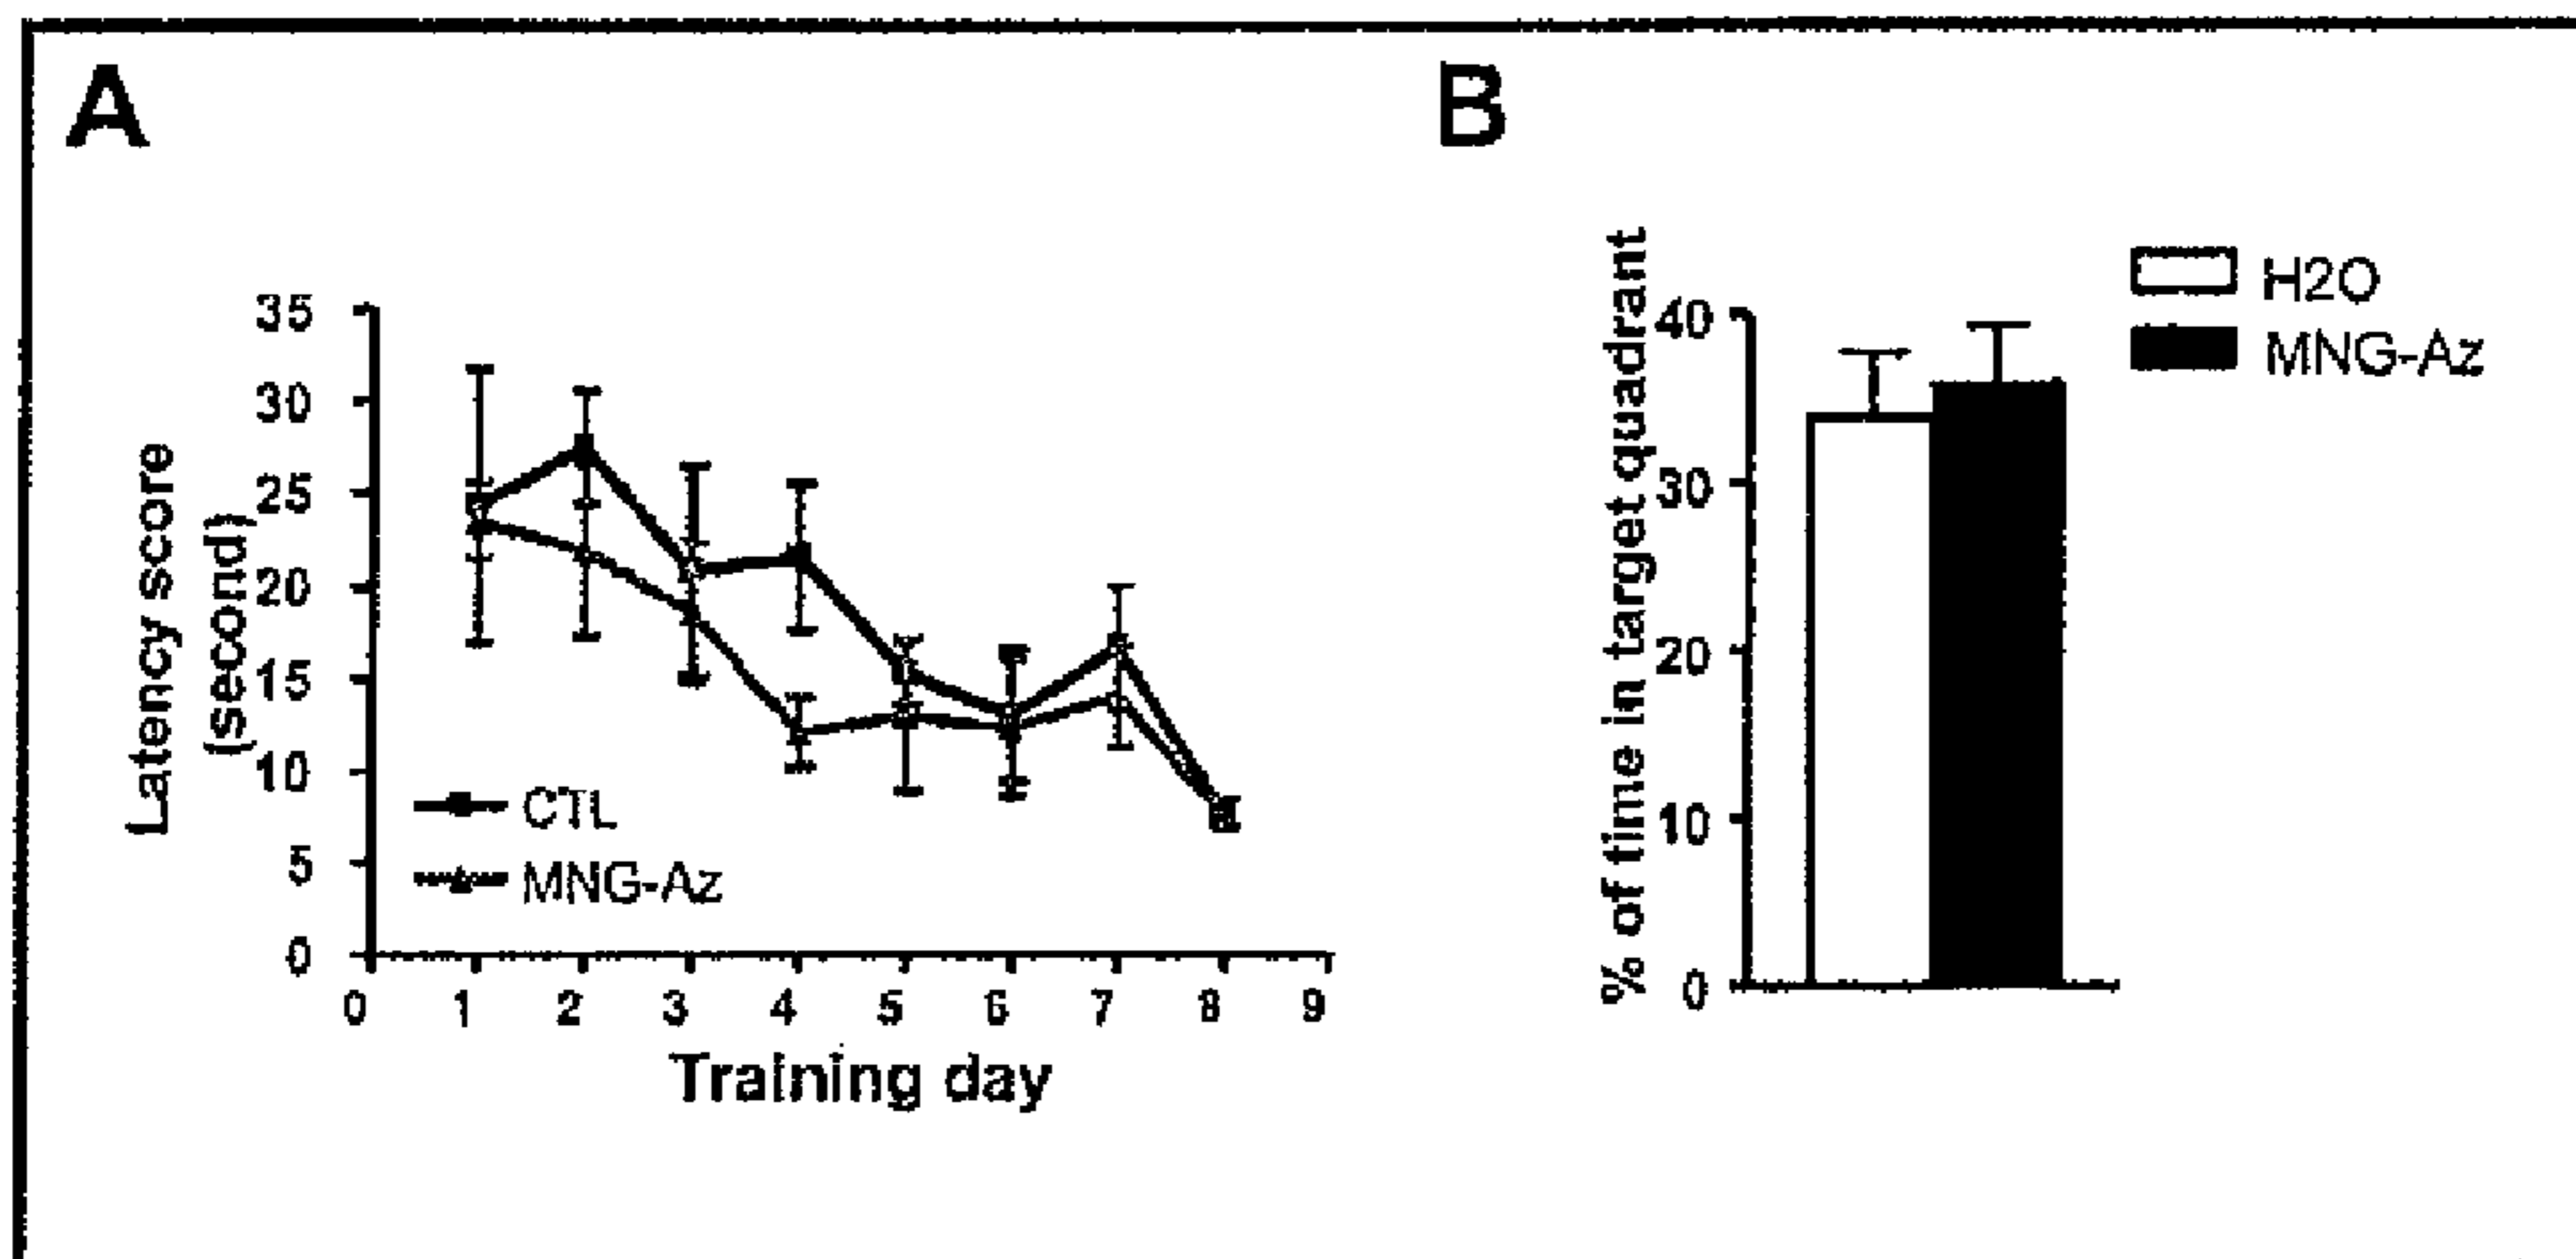 A
B
Latency score
(second)
35
30
25
20
15
10
5
0
CTL
MNG-Az
0 1 2 3 4 5 6 7 8 9
Training day
% of time in target quadrant
40
30
20
10
0
H2O
MNG-Az